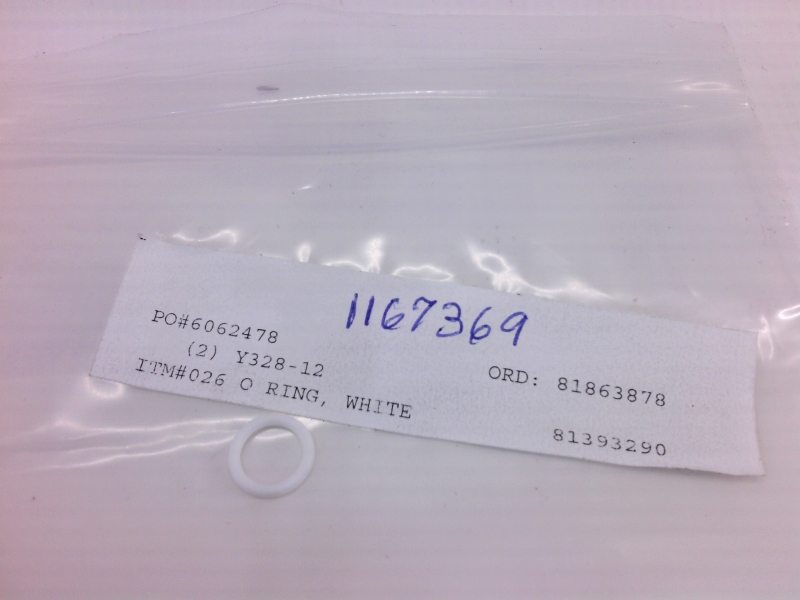 1167369
PO#6062478
(2) Y328-12
ORD: 81863878
ITM#026 O RING, WHITE
81393290